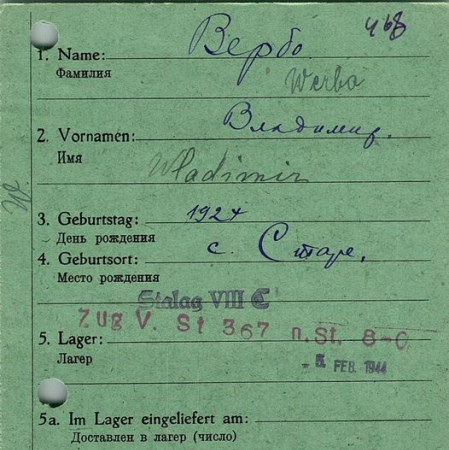 468
1. Name: Вербо
Фамилия
Werba
2. Vornamen: Владимир.
Имя
Wladimir
W
3. Geburtstag: 1924
День рождения
4. Geburtsort: с. Старе,
Место рождения
Stalag VIII C
Zug V. St 367 n. St. 8-C
5. Lager:
Лагерь
- 5. FEB. 1944
5a. Im Lager eingeliefert am:
Доставлен в лагерь (число)